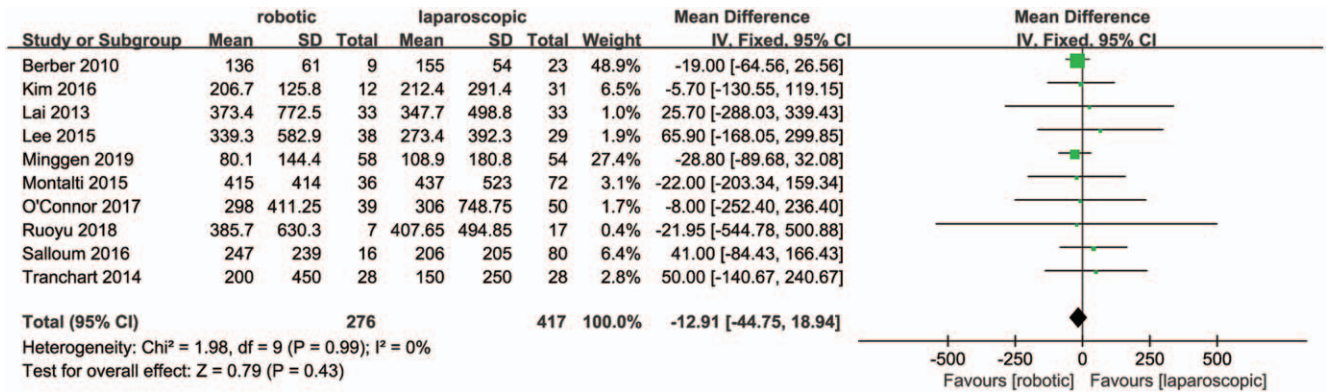 robotic laparoscopic Mean Difference Mean Difference
Study or Subgroup Mean SD Total Mean SD Total Weight IV, Fixed, 95% CI IV, Fixed, 95% CI
Berber 2010 136 61 9 155 54 23 48.9% -19.00 [-64.56, 26.56]
Kim 2016 206.7 125.8 12 212.4 291.4 31 6.5% -5.70 [-130.55, 119.15]
Lai 2013 373.4 772.5 33 347.7 498.8 33 1.0% 25.70 [-288.03, 339.43]
Lee 2015 339.3 582.9 38 273.4 392.3 29 1.9% 65.90 [-168.05, 299.85]
Minggen 2019 80.1 144.4 58 108.9 180.8 54 27.4% -28.80 [-89.68, 32.08]
Montalti 2015 415 414 36 437 523 72 3.1% -22.00 [-203.34, 159.34]
O'Connor 2017 298 411.25 39 306 748.75 50 1.7% -8.00 [-252.40, 236.40]
Ruoyu 2018 385.7 630.3 7 407.65 494.85 17 0.4% -21.95 [-544.78, 500.88]
Salloum 2016 247 239 16 206 205 80 6.4% 41.00 [-84.43, 166.43]
Tranchart 2014 200 450 28 150 250 28 2.8% 50.00 [-140.67, 240.67]
Total (95% CI) 276 417 100.0% -12.91 [-44.75, 18.94]
Heterogeneity: Chi² = 1.98, df = 9 (P = 0.99); I² = 0%
Test for overall effect: Z = 0.79 (P = 0.43)
-500 -250 0 250 500
Favours [robotic] Favours [laparoscopic]